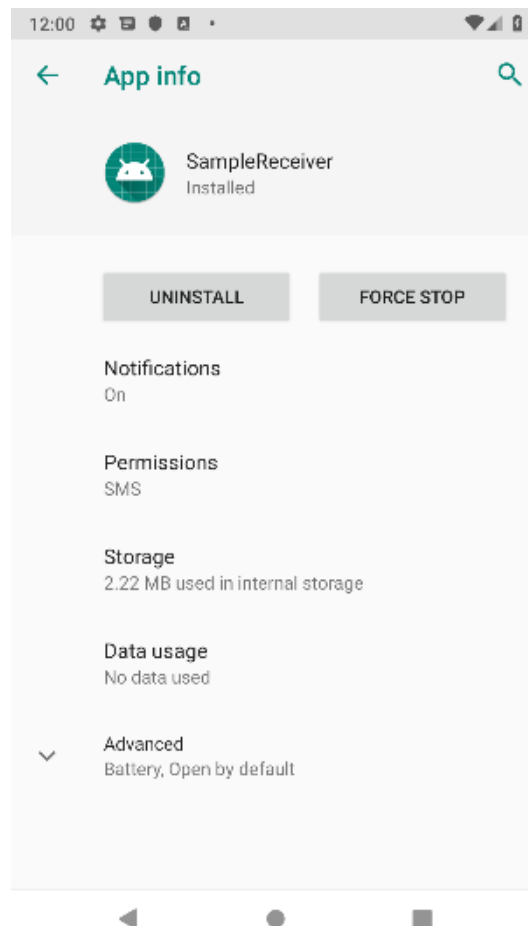 12:00
App info
SampleReceiver
Installed
UNINSTALL
FORCE STOP
Notifications
On
Permissions
SMS
Storage
2.22 MB used in internal storage
Data usage
No data used
Advanced
Battery, Open by default